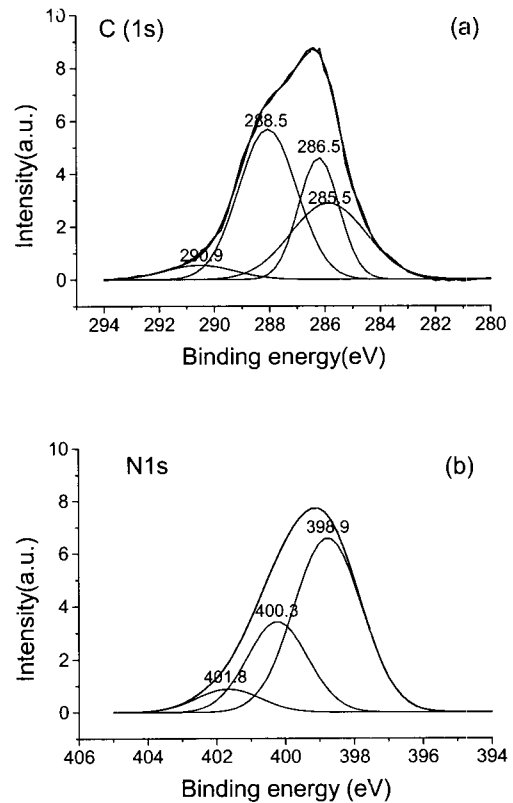 C (1s)
(a)
10
8
6
4
2
0
Intensity(a.u.)
288.5
286.5
285.5
290.9
294 292 290 288 286 284 282 280
Binding energy(eV)
N1s
(b)
10
8
6
4
2
0
Intensity(a.u.)
398.9
400.3
401.8
406 404 402 400 398 396 394
Binding energy (eV)